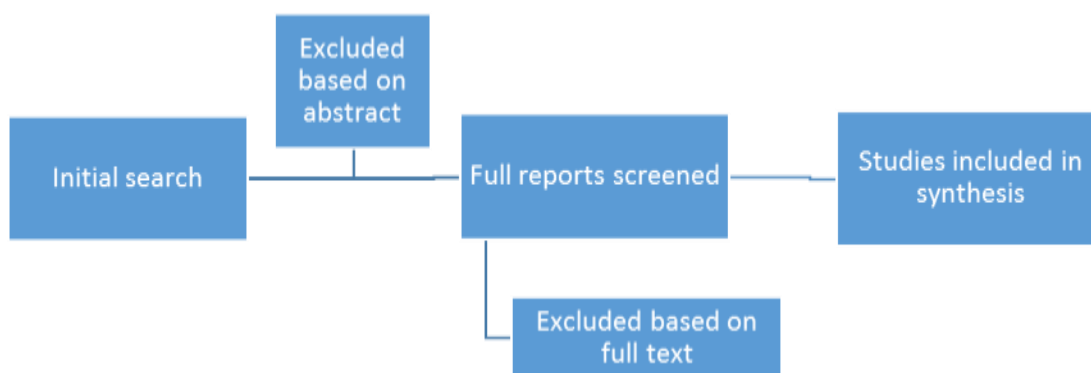 Excluded
based on
abstract
Initial search
Full reports screened
Studies included in
synthesis
Excluded based on
full text